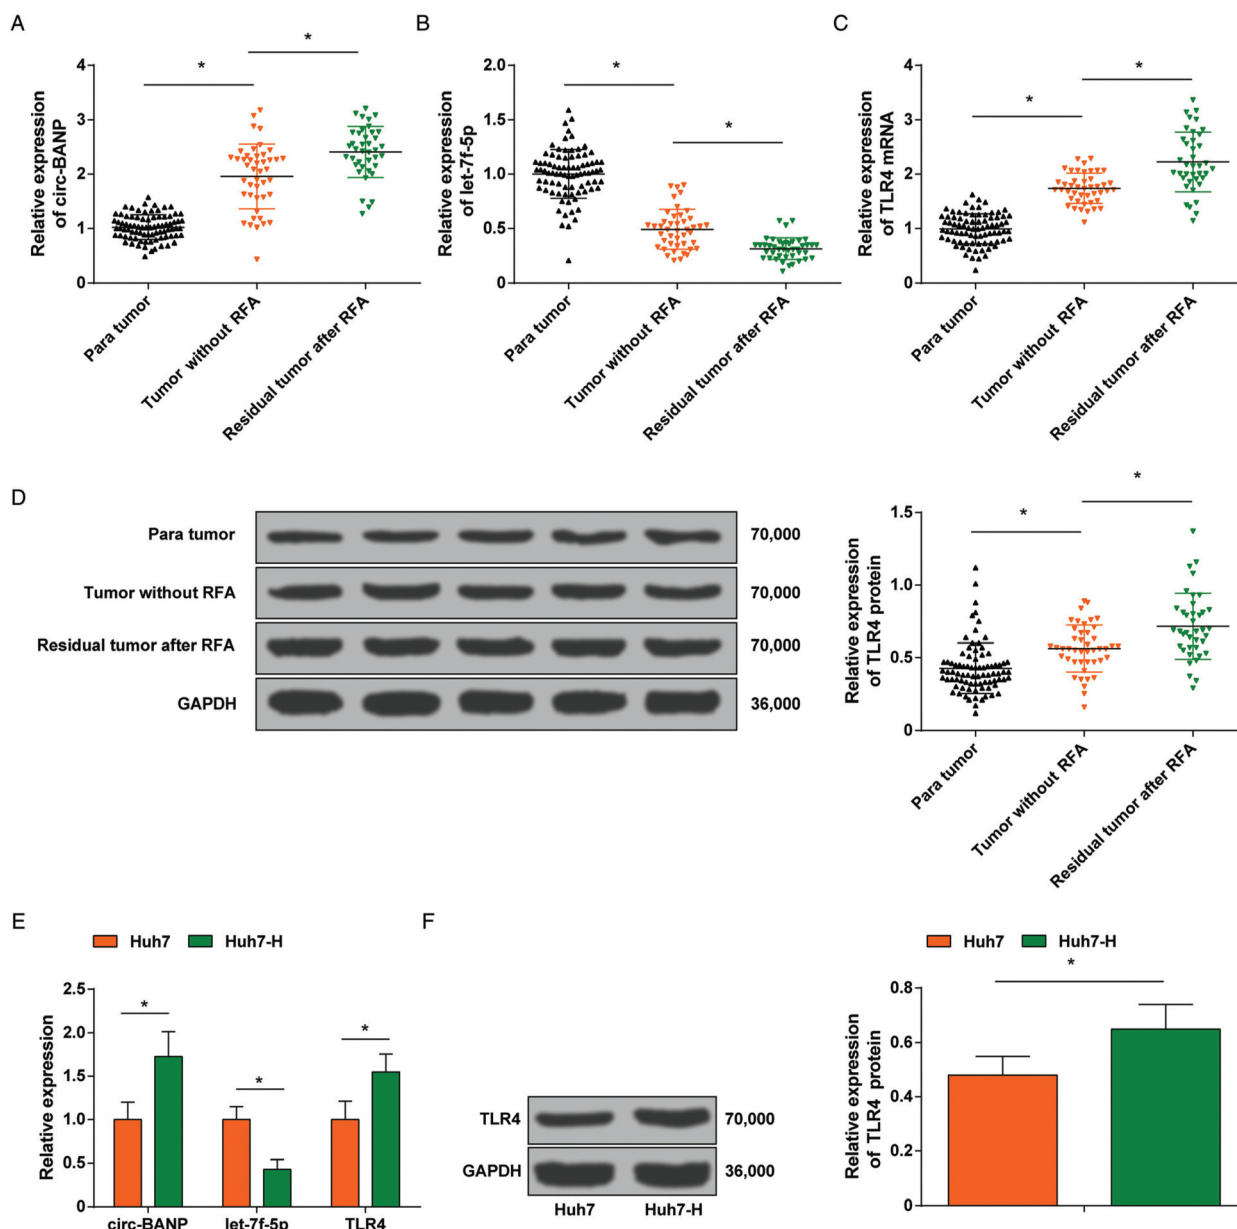 A
Relative expression
of circ-BANP
4
3
2
1
0
*
*
Para tumor
Tumor without RFA
Residual tumor after RFA
B
Relative expression
of let-7f-5p
2.0
1.5
1.0
0.5
0
*
*
Para tumor
Tumor without RFA
Residual tumor after RFA
C
Relative expression
of TLR4 mRNA
4
3
2
1
0
*
*
Para tumor
Tumor without RFA
Residual tumor after RFA
D
Para tumor 70,000
Tumor without RFA 70,000
Residual tumor after RFA 70,000
GAPDH 36,000
Relative expression
of TLR4 protein
1.5
1.0
0.5
0
*
*
Para tumor
Tumor without RFA
Residual tumor after RFA
E
Huh7 Huh7-H
Relative expression
2.5
2.0
1.5
1.0
0.5
0
*
*
*
circ-BANP let-7f-5p TLR4
F
TLR4 70,000
GAPDH 36,000
Huh7 Huh7-H
Huh7 Huh7-H
Relative expression
of TLR4 protein
0.8
0.6
0.4
0.2
0
*